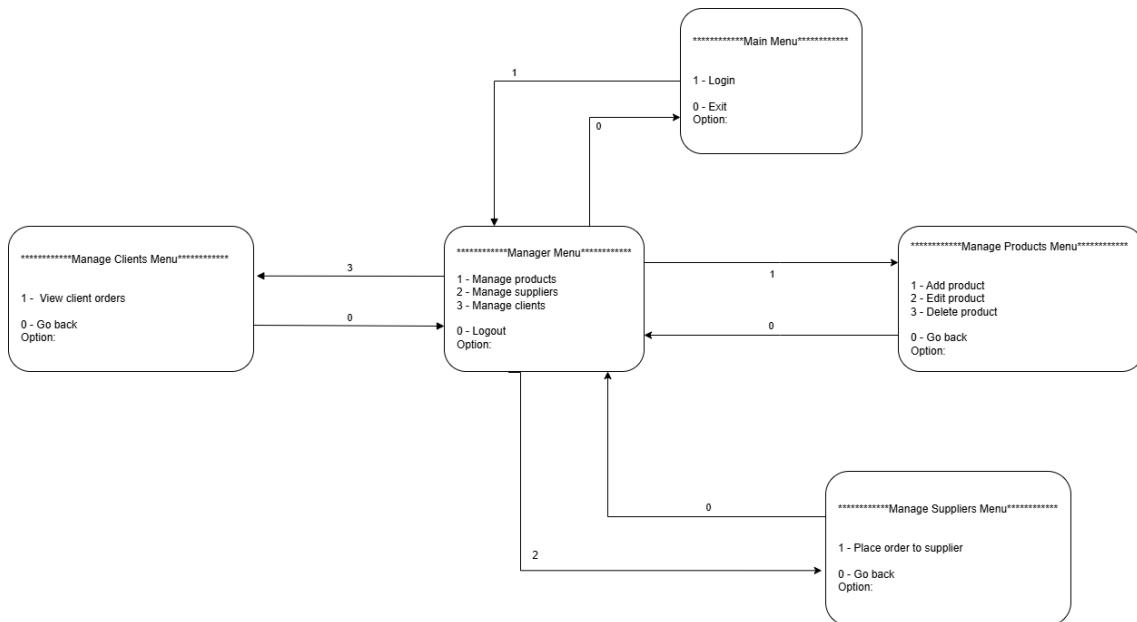 ************Main Menu************
1 - Login
0 - Exit
Option:
1
0
************Manage Clients Menu************
1 -  View client orders
0 - Go back
Option:
3
0
************Manager Menu************
1 - Manage products
2 - Manage suppliers
3 - Manage clients
0 - Logout
Option:
1
0
************Manage Products Menu************
1 - Add product
2 - Edit product
3 - Delete product
0 - Go back
Option:
0
2
************Manage Suppliers Menu************
1 - Place order to supplier
0 - Go back
Option: